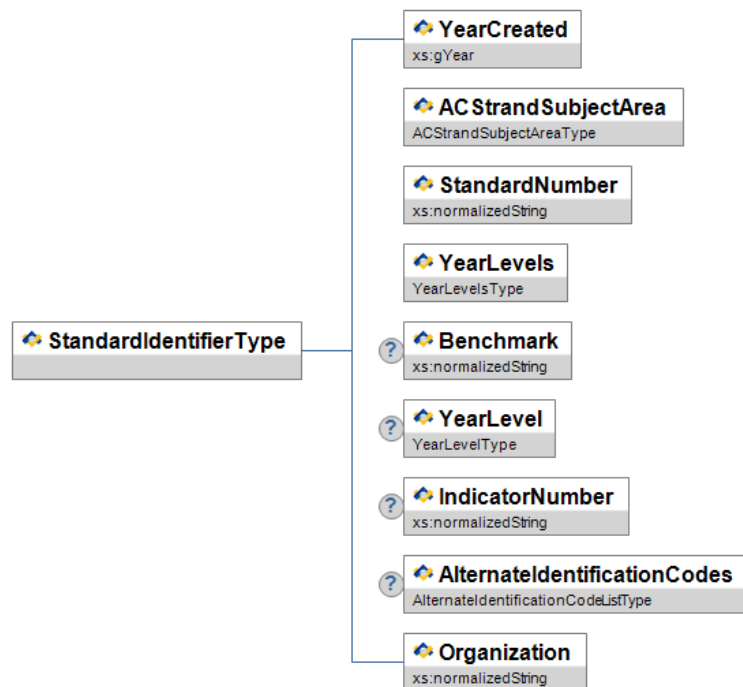 YearCreated
xs:gYear
ACStrandSubjectArea
ACStrandSubjectAreaType
StandardNumber
xs:normalizedString
YearLevels
YearLevelsType
StandardIdentifierType
?
Benchmark
xs:normalizedString
?
YearLevel
YearLevelType
?
IndicatorNumber
xs:normalizedString
?
AlternateIdentificationCodes
AlternateIdentificationCodeListType
Organization
xs:normalizedString